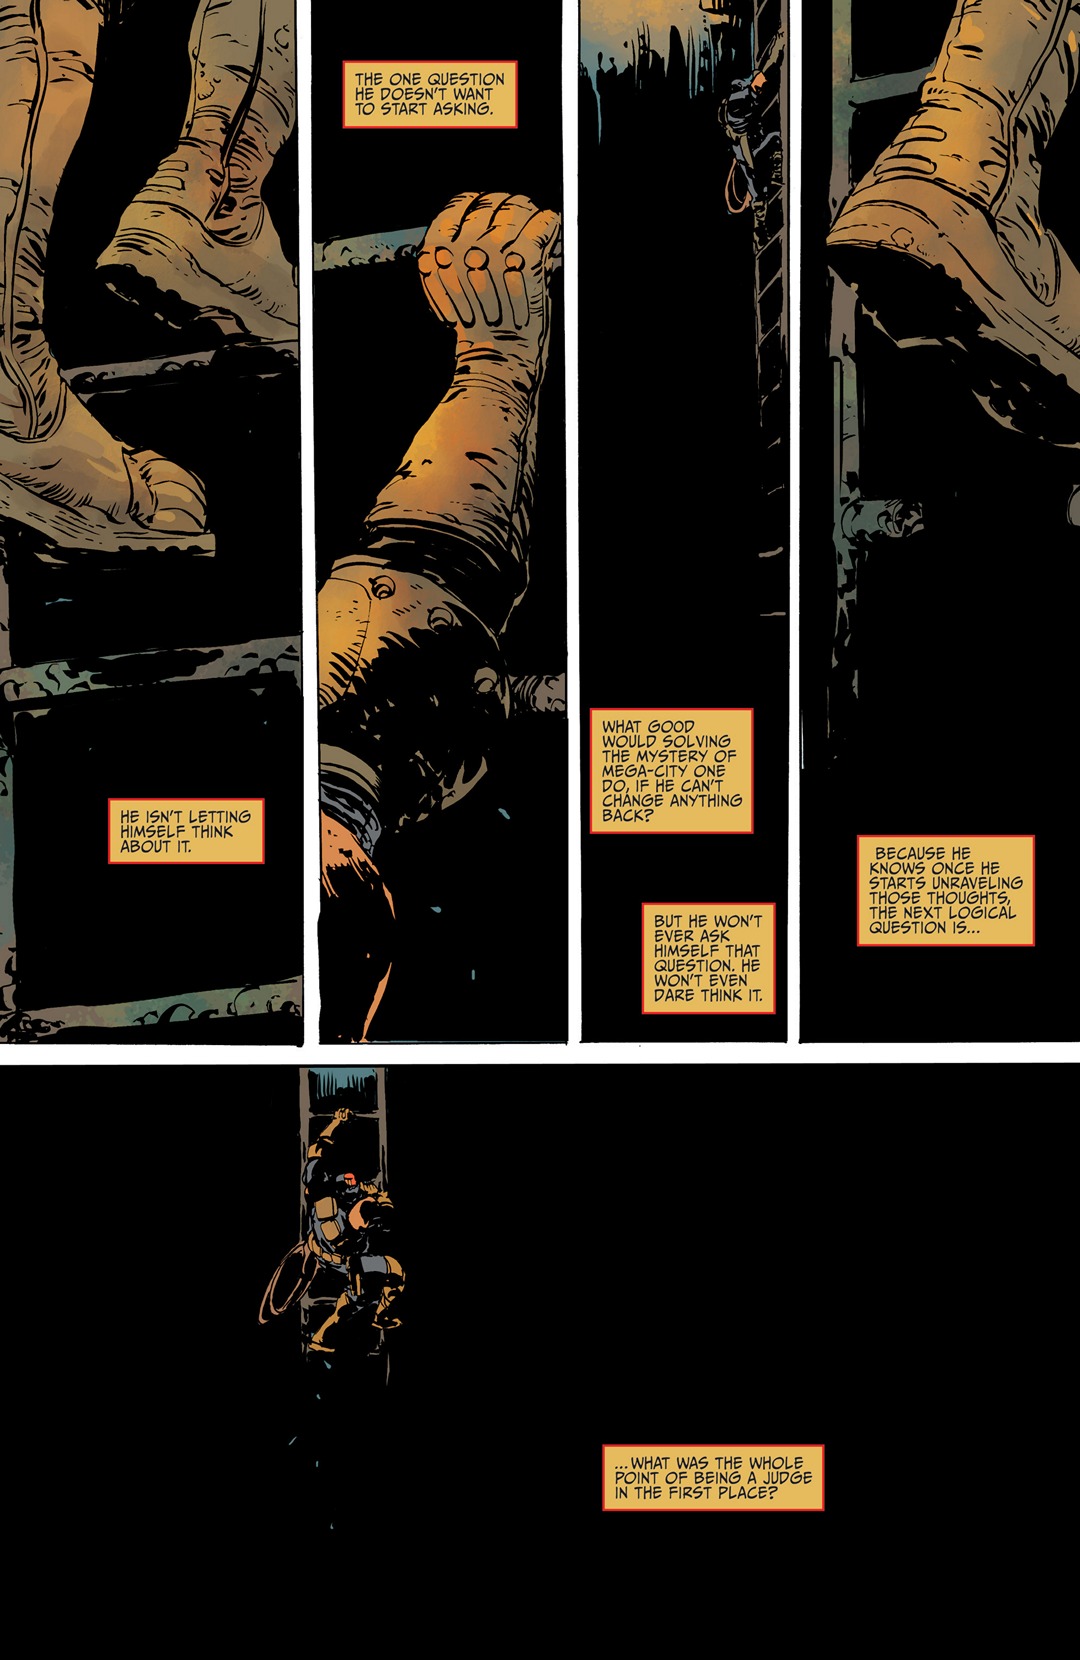 HE ISN'T LETTING
HIMSELF THINK
ABOUT IT.
THE ONE QUESTION
HE DOESN'T WANT
TO START ASKING.
WHAT GOOD
WOULD SOLVING
THE MYSTERY OF
MEGA-CITY ONE
DO, IF HE CAN'T
CHANGE ANYTHING
BACK?
BUT HE WON'T
EVER ASK
HIMSELF THAT
QUESTION. HE
WON'T EVEN
DARE THINK IT.
BECAUSE HE
KNOWS ONCE HE
STARTS UNRAVELING
THOSE THOUGHTS,
THE NEXT LOGICAL
QUESTION IS...
...WHAT WAS THE WHOLE
POINT OF BEING A JUDGE
IN THE FIRST PLACE?